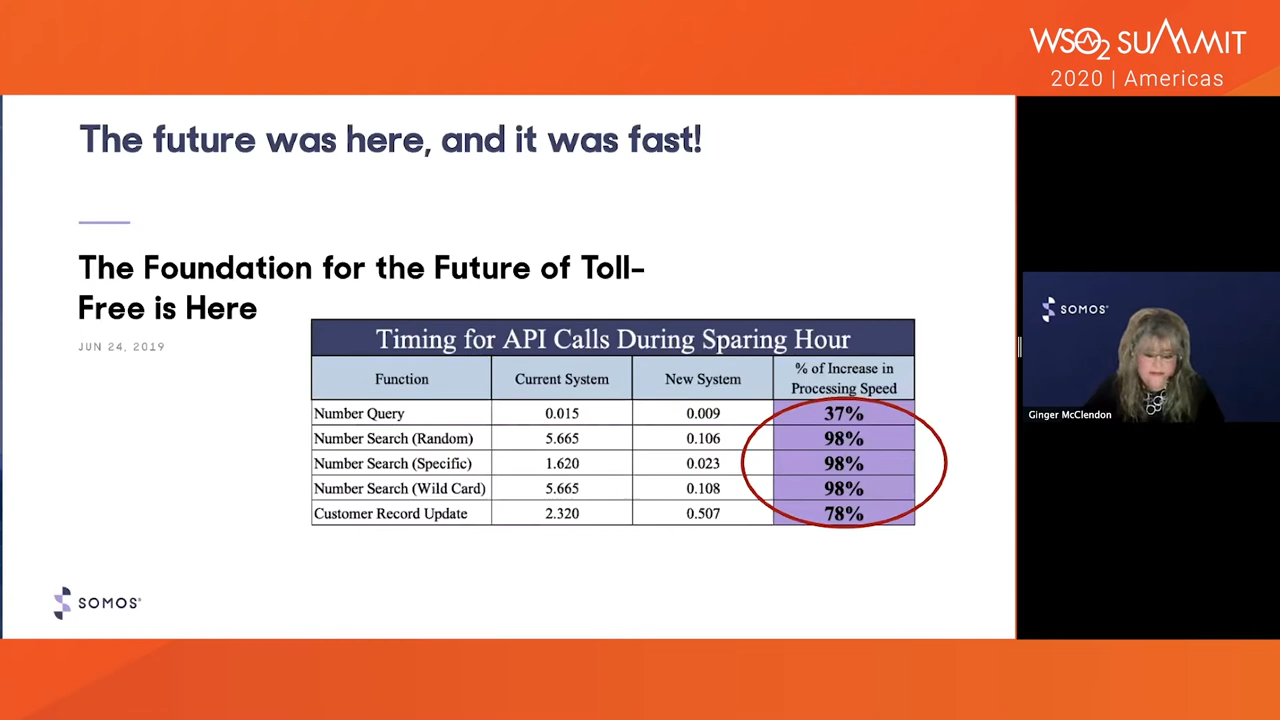 WSO2 SUMMIT
2020 | Americas
The future was here, and it was fast!
The Foundation for the Future of Toll-
Free is Here
JUN 24, 2019
Timing for API Calls During Sparing Hour
Function Current System New System % of Increase in Processing Speed
Number Query 0.015 0.009 37%
Number Search (Random) 5.665 0.106 98%
Number Search (Specific) 1.620 0.023 98%
Number Search (Wild Card) 5.665 0.108 98%
Customer Record Update 2.320 0.507 78%
SOMOS
SOMOS
Ginger McClendon